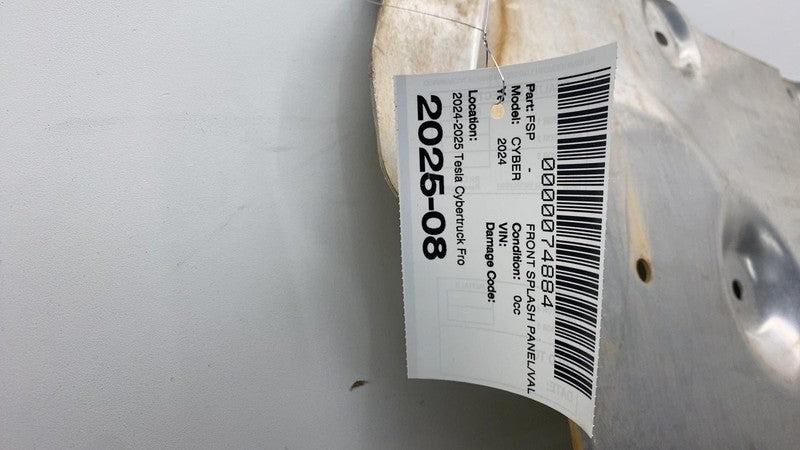 0000074884
Part: FSP - FRONT SPLASH PANEL/VAL
Model: CYBER Condition: 0cc
2024 VIN:
Damage Code:
Location:
2024-2025 Tesla Cybertruck Fro
2025-08